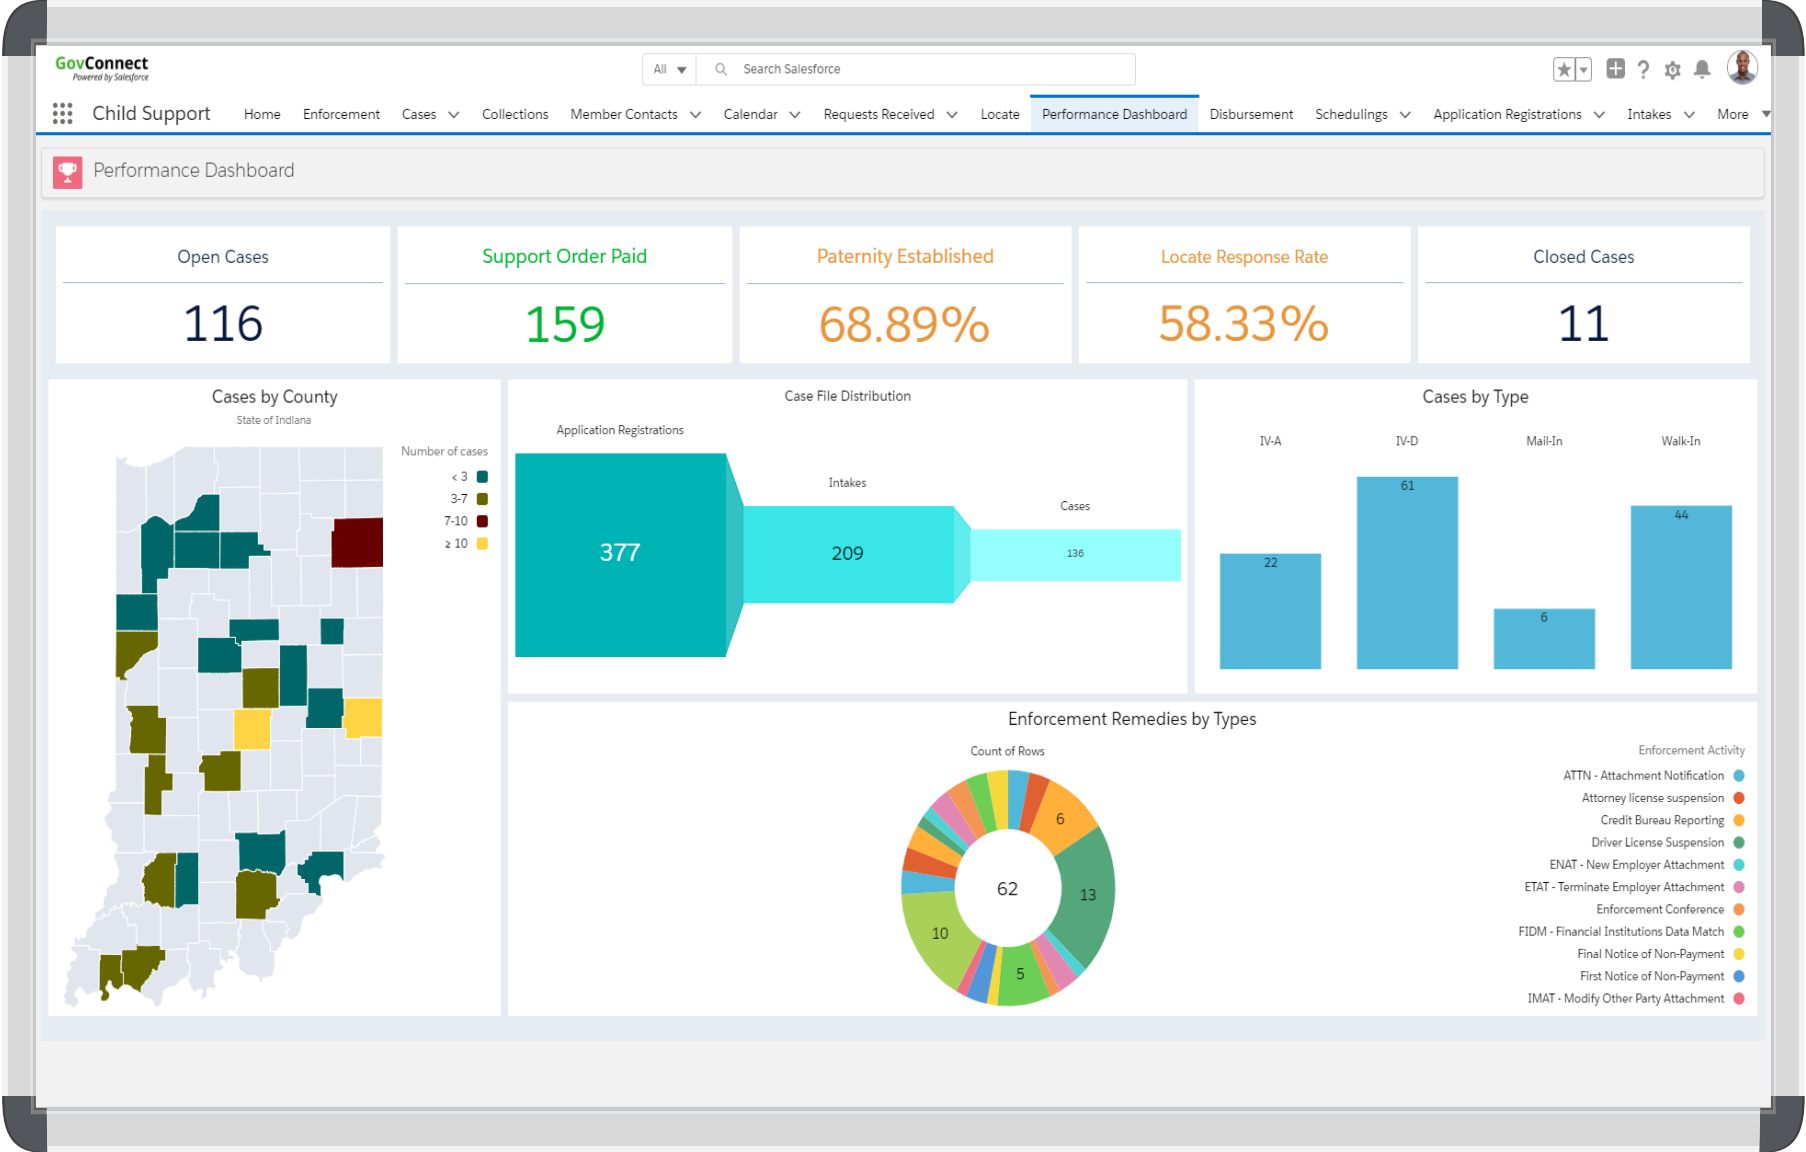 GovConnect
Powered by Salesforce
All
Search Salesforce
Child Support
Home
Enforcement
Cases
Collections
Member Contacts
Calendar
Requests Received
Locate
Performance Dashboard
Disbursement
Schedulings
Application Registrations
Intakes
More
Performance Dashboard
Open Cases
116
Support Order Paid
159
Paternity Established
68.89%
Locate Response Rate
58.33%
Closed Cases
11
Cases by County
State of Indiana
Number of cases
< 3
3-7
7-10
≥ 10
Case File Distribution
Application Registrations
377
Intakes
209
Cases
136
Cases by Type
IV-A
IV-D
Mail-In
Walk-In
22
61
6
44
Enforcement Remedies by Types
Count of Rows
6
13
5
10
62
Enforcement Activity
ATTN - Attachment Notification
Attorney license suspension
Credit Bureau Reporting
Driver License Suspension
ENAT - New Employer Attachment
ETAT - Terminate Employer Attachment
Enforcement Conference
FIDM - Financial Institutions Data Match
Final Notice of Non-Payment
First Notice of Non-Payment
IMAT - Modify Other Party Attachment